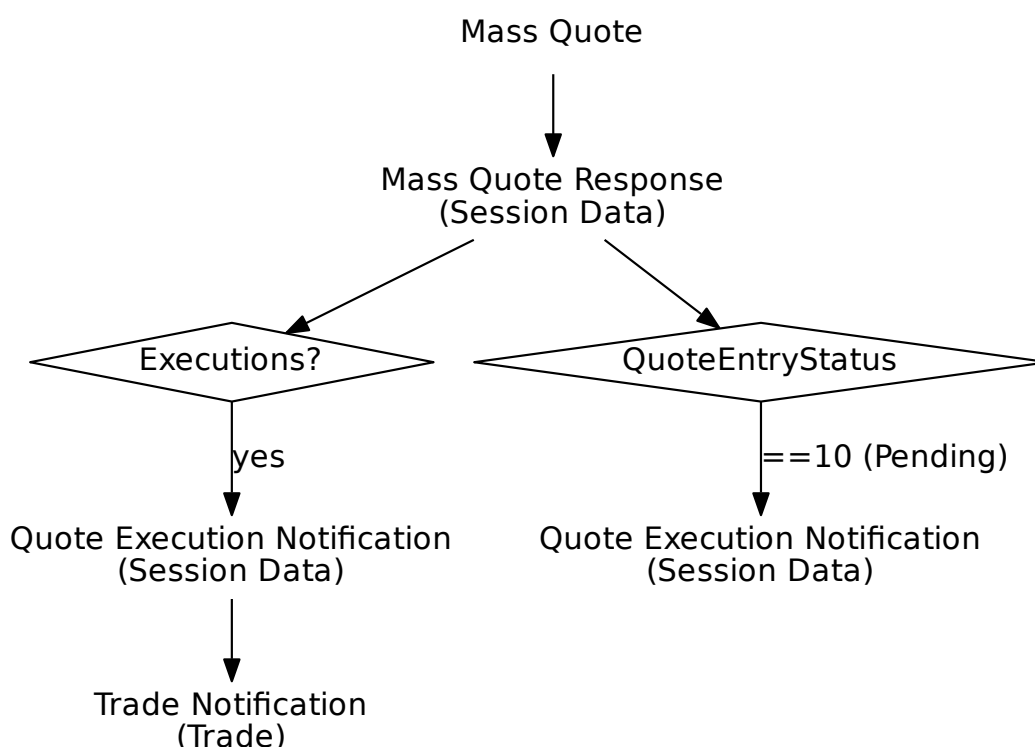 Mass Quote
Mass Quote Response
(Session Data)
Executions?
QuoteEntryStatus
yes
==10 (Pending)
Quote Execution Notification
(Session Data)
Quote Execution Notification
(Session Data)
Trade Notification
(Trade)